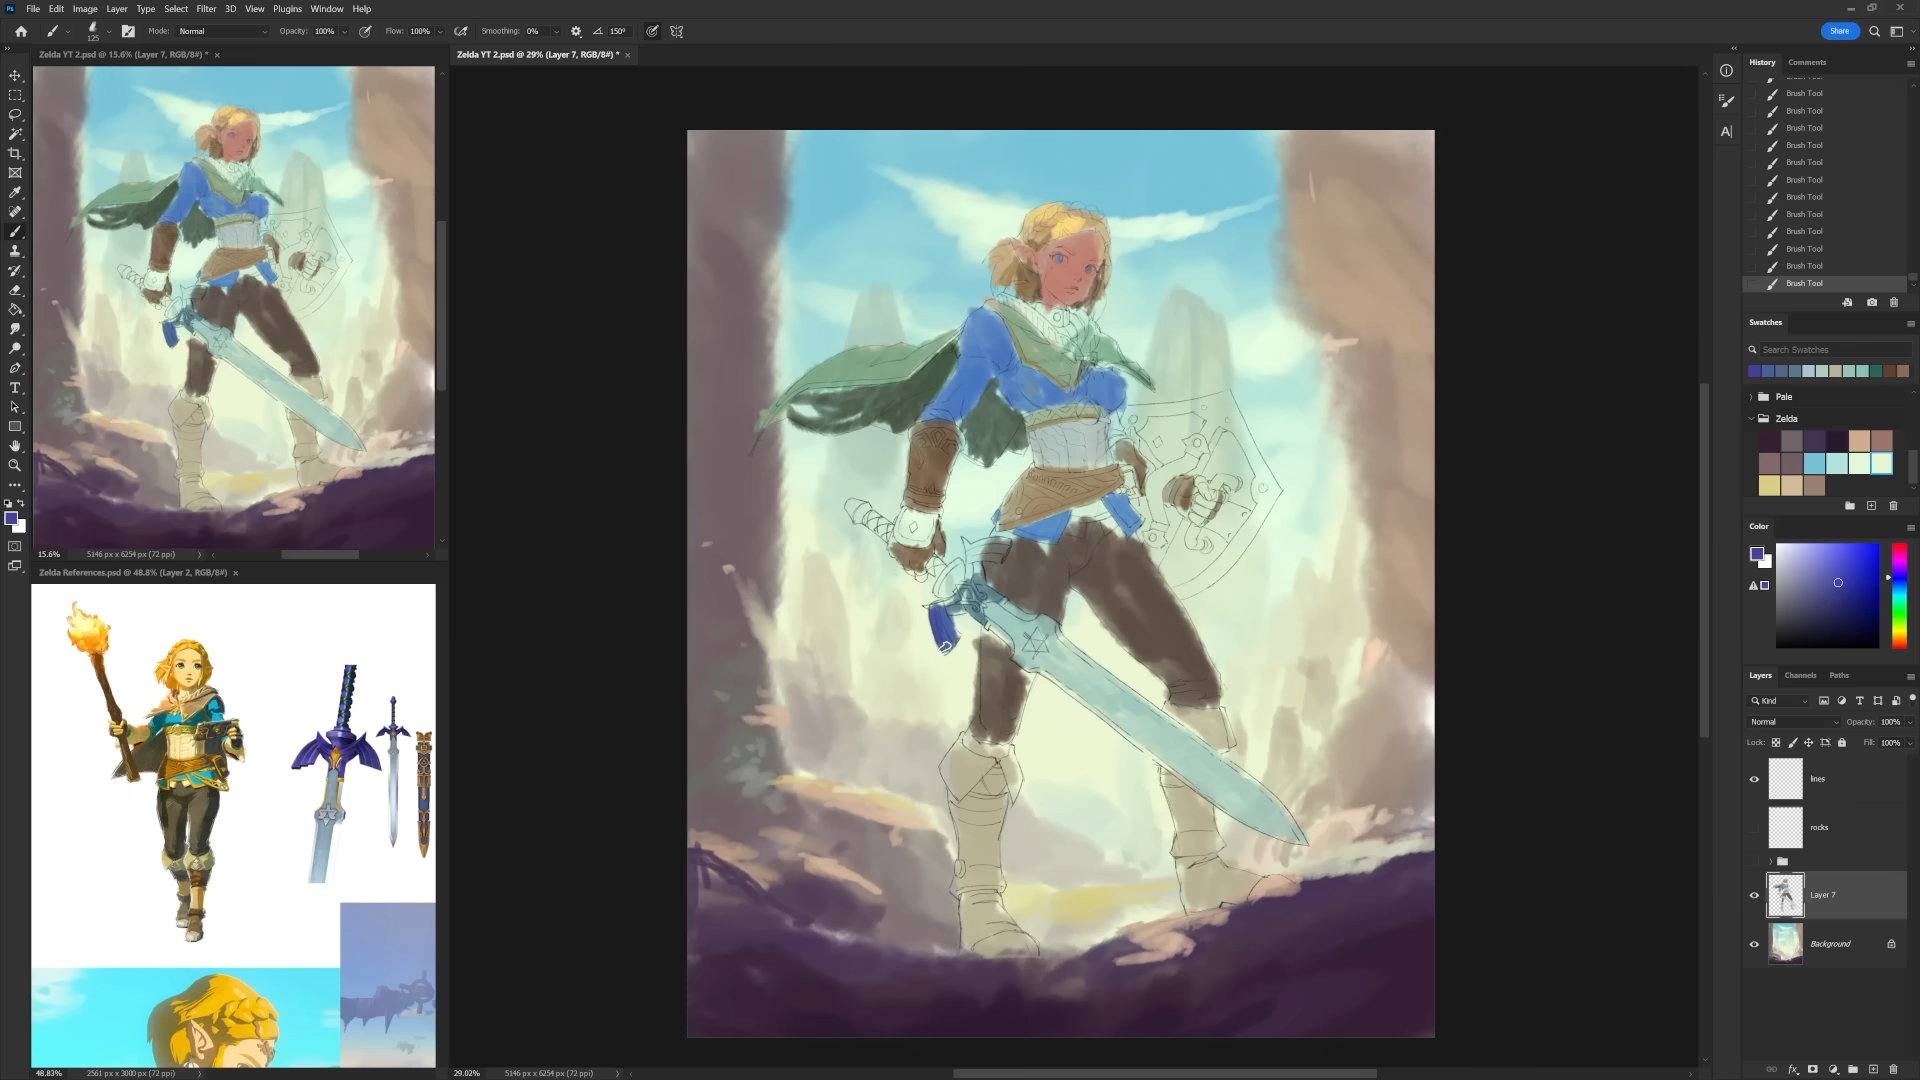 Ps File Edit Image Layer Type Select Filter 3D View Plugins Window Help
125 Mode: Normal Opacity: 100% Flow: 100% Smoothing: 0% 150° Share
Zelda YT 2.psd @ 15.6% (Layer 7, RGB/8#) * ×
Zelda YT 2.psd @ 29% (Layer 7, RGB/8#) * ×
15.6% 5146 px x 6254 px (72 ppi)
Zelda References.psd @ 48.8% (Layer 2, RGB/8#) ×
48.83% 2561 px x 3000 px (72 ppi)
29.02% 5146 px x 6254 px (72 ppi)
History Comments
Brush Tool
Brush Tool
Brush Tool
Brush Tool
Brush Tool
Brush Tool
Brush Tool
Brush Tool
Brush Tool
Brush Tool
Brush Tool
Brush Tool
Swatches
Search Swatches
Pale
Zelda
Color
Layers Channels Paths
Kind
Normal Opacity: 100%
Lock: Fill: 100%
lines
rocks
Layer 7
Background